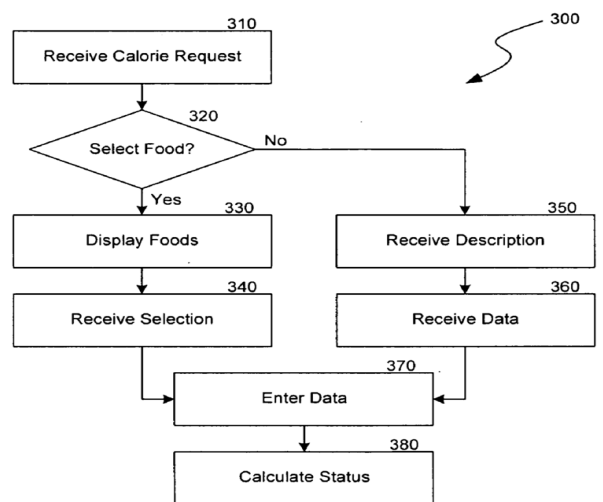 300
310
Receive Calorie Request
320
Select Food?
No
Yes
330
Display Foods
350
Receive Description
340
Receive Selection
360
Receive Data
370
Enter Data
380
Calculate Status